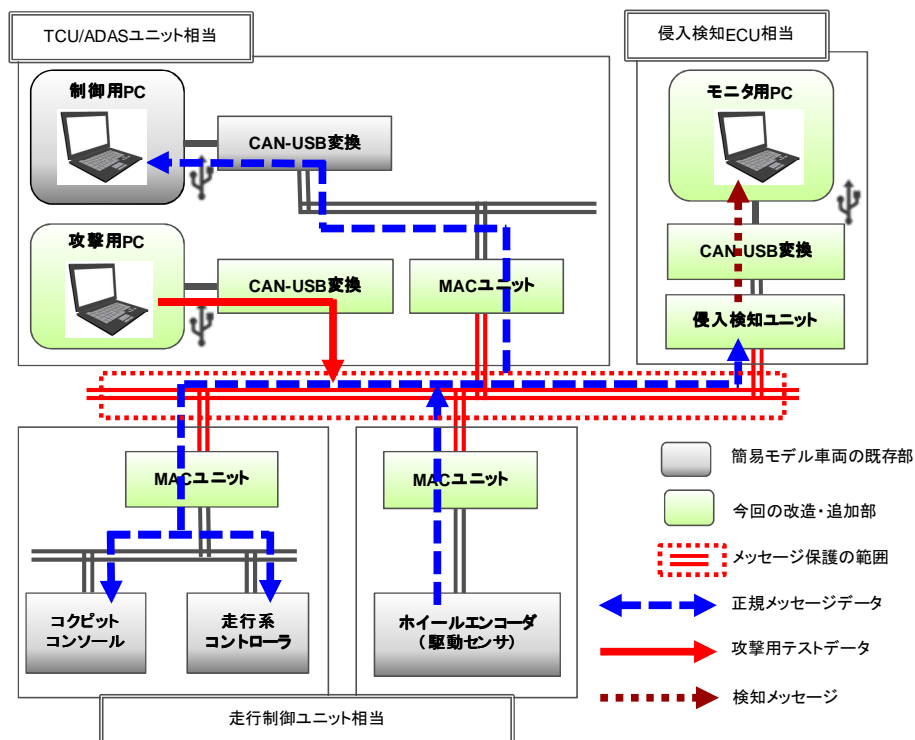 TCU/ADASユニット相当
侵入検知ECU相当
制御用PC
CAN-USB変換
攻撃用PC
CAN-USB変換
MACユニット
モニタ用PC
CAN-USB変換
侵入検知ユニット
MACユニット
MACユニット
コクピット
コンソール
走行系
コントローラ
ホイールエンコーダ
（駆動センサ）
走行制御ユニット相当
簡易モデル車両の既存部
今回の改造・追加部
メッセージ保護の範囲
正規メッセージデータ
攻撃用テストデータ
検知メッセージ